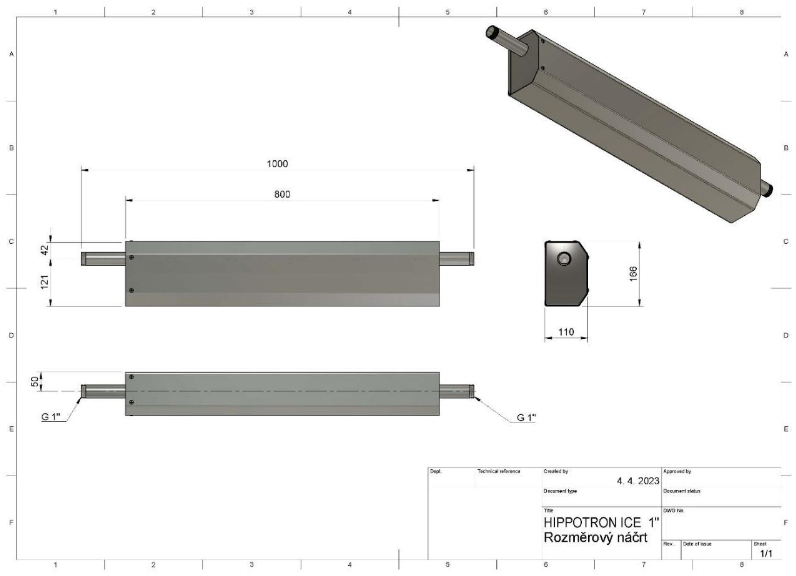 1 2 3 4 5 6 7 8
A A
B B
1000
800
C C
42
121
166
110
D D
50
G 1" G 1"
E E
Dept. Technical reference Created by Approved by
4. 4. 2023
Document type Document status
Title DWG No.
HIPPOTRON ICE 1"
Rozměrový náčrt
F F
Rev. Date of issue Sheet
1/1
1 2 3 4 5 6 7 8